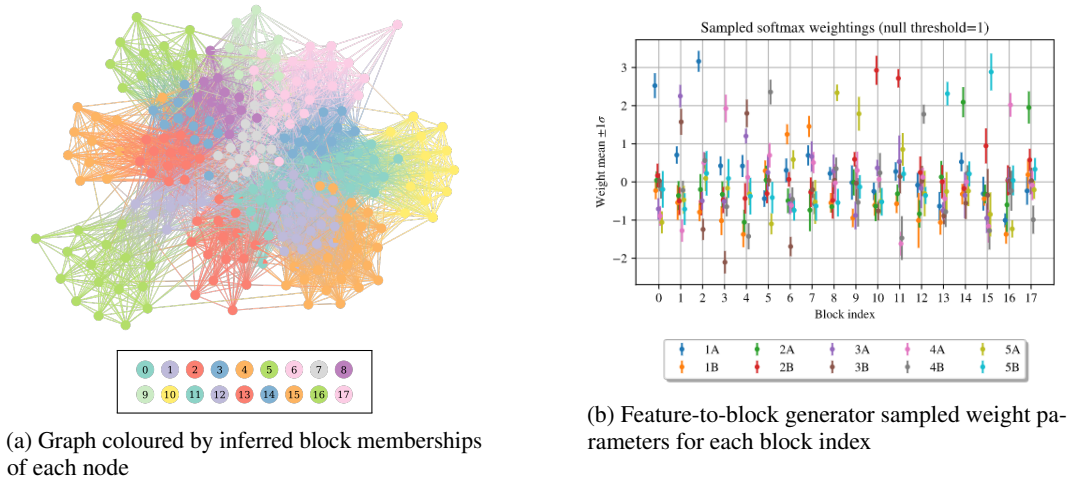 0 1 2 3 4 5 6 7 8
9 10 11 12 13 14 15 16 17
(a) Graph coloured by inferred block memberships
of each node
Sampled softmax weightings (null threshold=1)
Weight mean ±1σ
3
2
1
0
−1
−2
0 1 2 3 4 5 6 7 8 9 10 11 12 13 14 15 16 17
Block index
1A 2A 3A 4A 5A
1B 2B 3B 4B 5B
(b) Feature-to-block generator sampled weight pa-
rameters for each block index